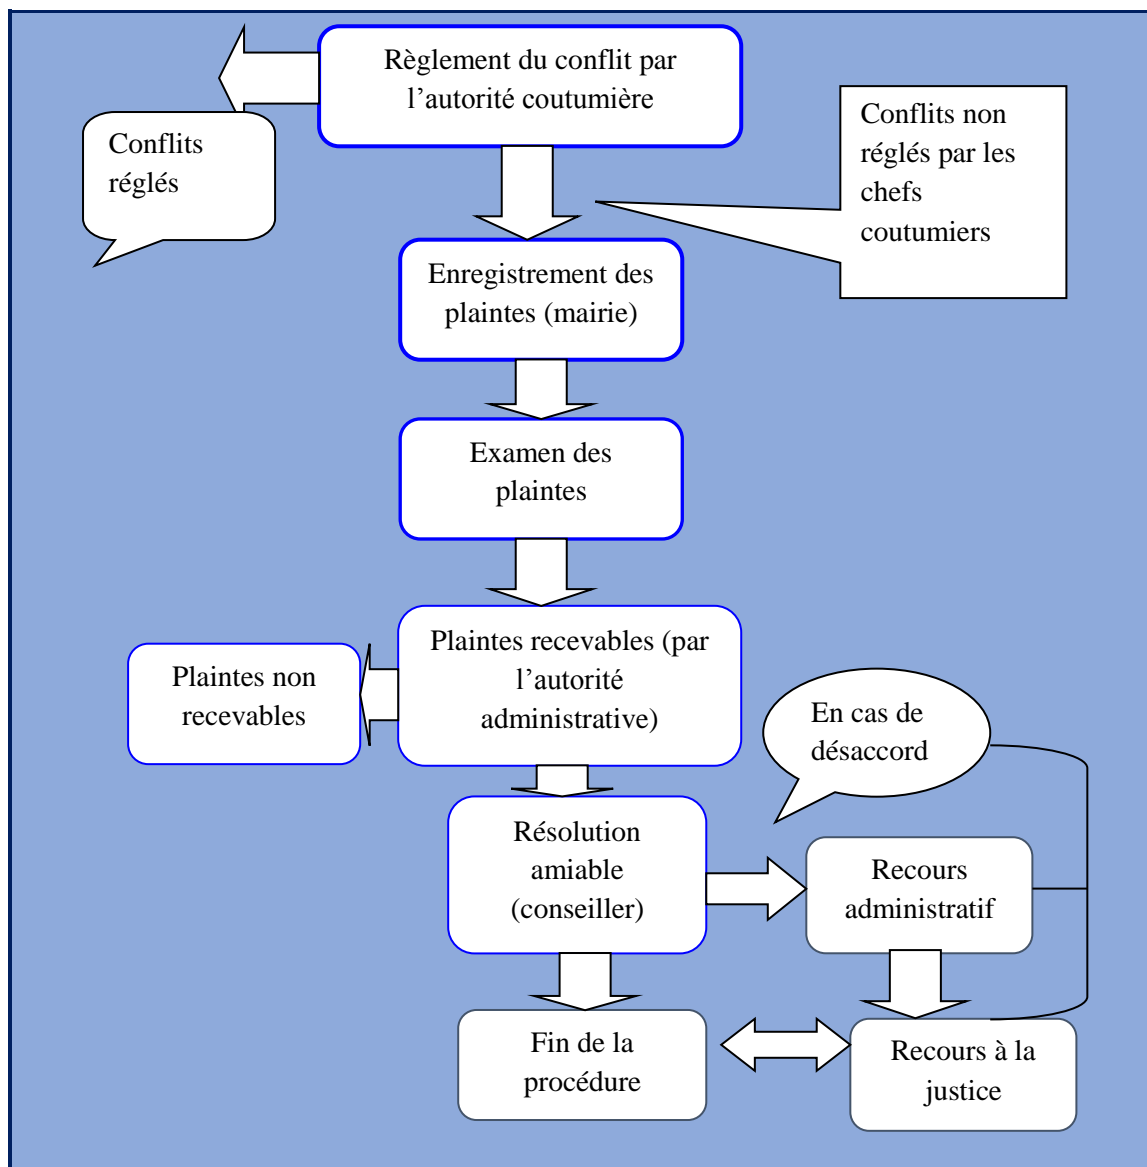 Règlement du conflit par
l’autorité coutumière
Conflits
réglés
Conflits non
réglés par les
chefs
coutumiers
Enregistrement des
plaintes (mairie)
Examen des
plaintes
Plaintes recevables (par
l’autorité
administrative)
Plaintes non
recevables
En cas de
désaccord
Résolution
amiable
(conseiller)
Recours
administratif
Fin de la
procédure
Recours à la
justice